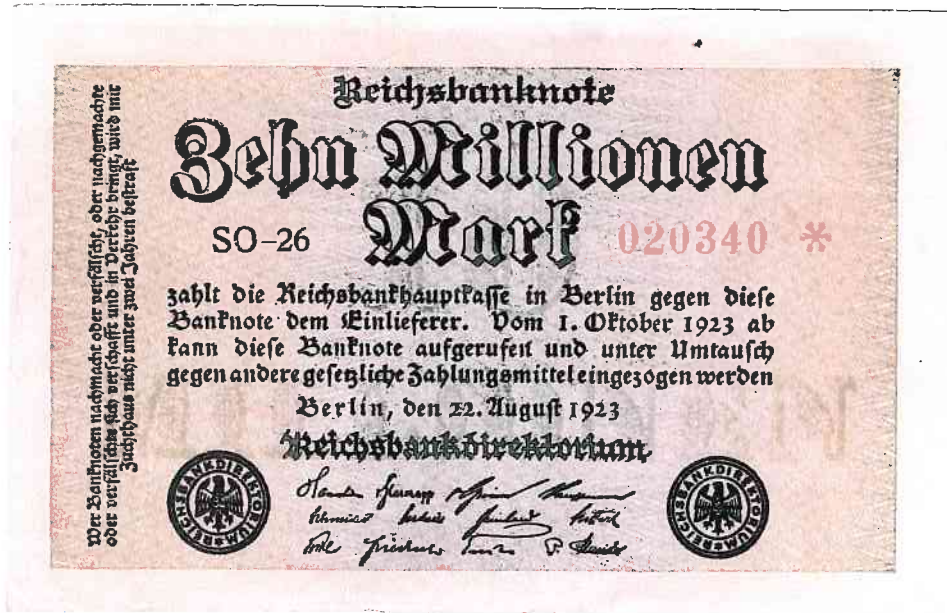 Reichsbanknote
Zehn Millionen
Mark
SO-26
020340 *
zahlt die Reichsbankhauptkasse in Berlin gegen diese
Banknote dem Einlieferer. Vom 1. Oktober 1923 ab
kann diese Banknote aufgerufen und unter Umtausch
gegen andere gesetzliche Zahlungsmittel eingezogen werden
Berlin, den 22. August 1923
Reichsbankdirektorium
Wer Banknoten nachmacht oder verfälscht, oder nachgemachte
oder verfälschte sich verschafft und in Verkehr bringt, wird mit
Zuchthaus nicht unter zwei Jahren bestraft
REICHSBANKDIREKTORIUM
REICHSBANKDIREKTORIUM